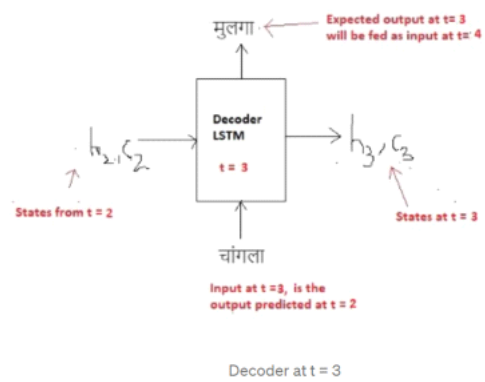 मुलगा
Expected output at t= 3
will be fed as input at t= 4
Decoder
LSTM
t = 3
h₂, c₂
h₃, c₃
States from t = 2
States at t = 3
चांगला
Input at t =3, is the
output predicted at t = 2
Decoder at t = 3